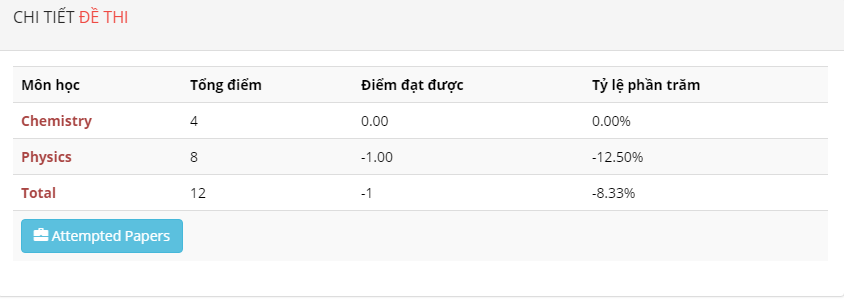 CHI TIẾT ĐỀ THI
Môn học Tổng điểm Điểm đạt được Tỷ lệ phần trăm
Chemistry 4 0.00 0.00%
Physics 8 -1.00 -12.50%
Total 12 -1 -8.33%
Attempted Papers